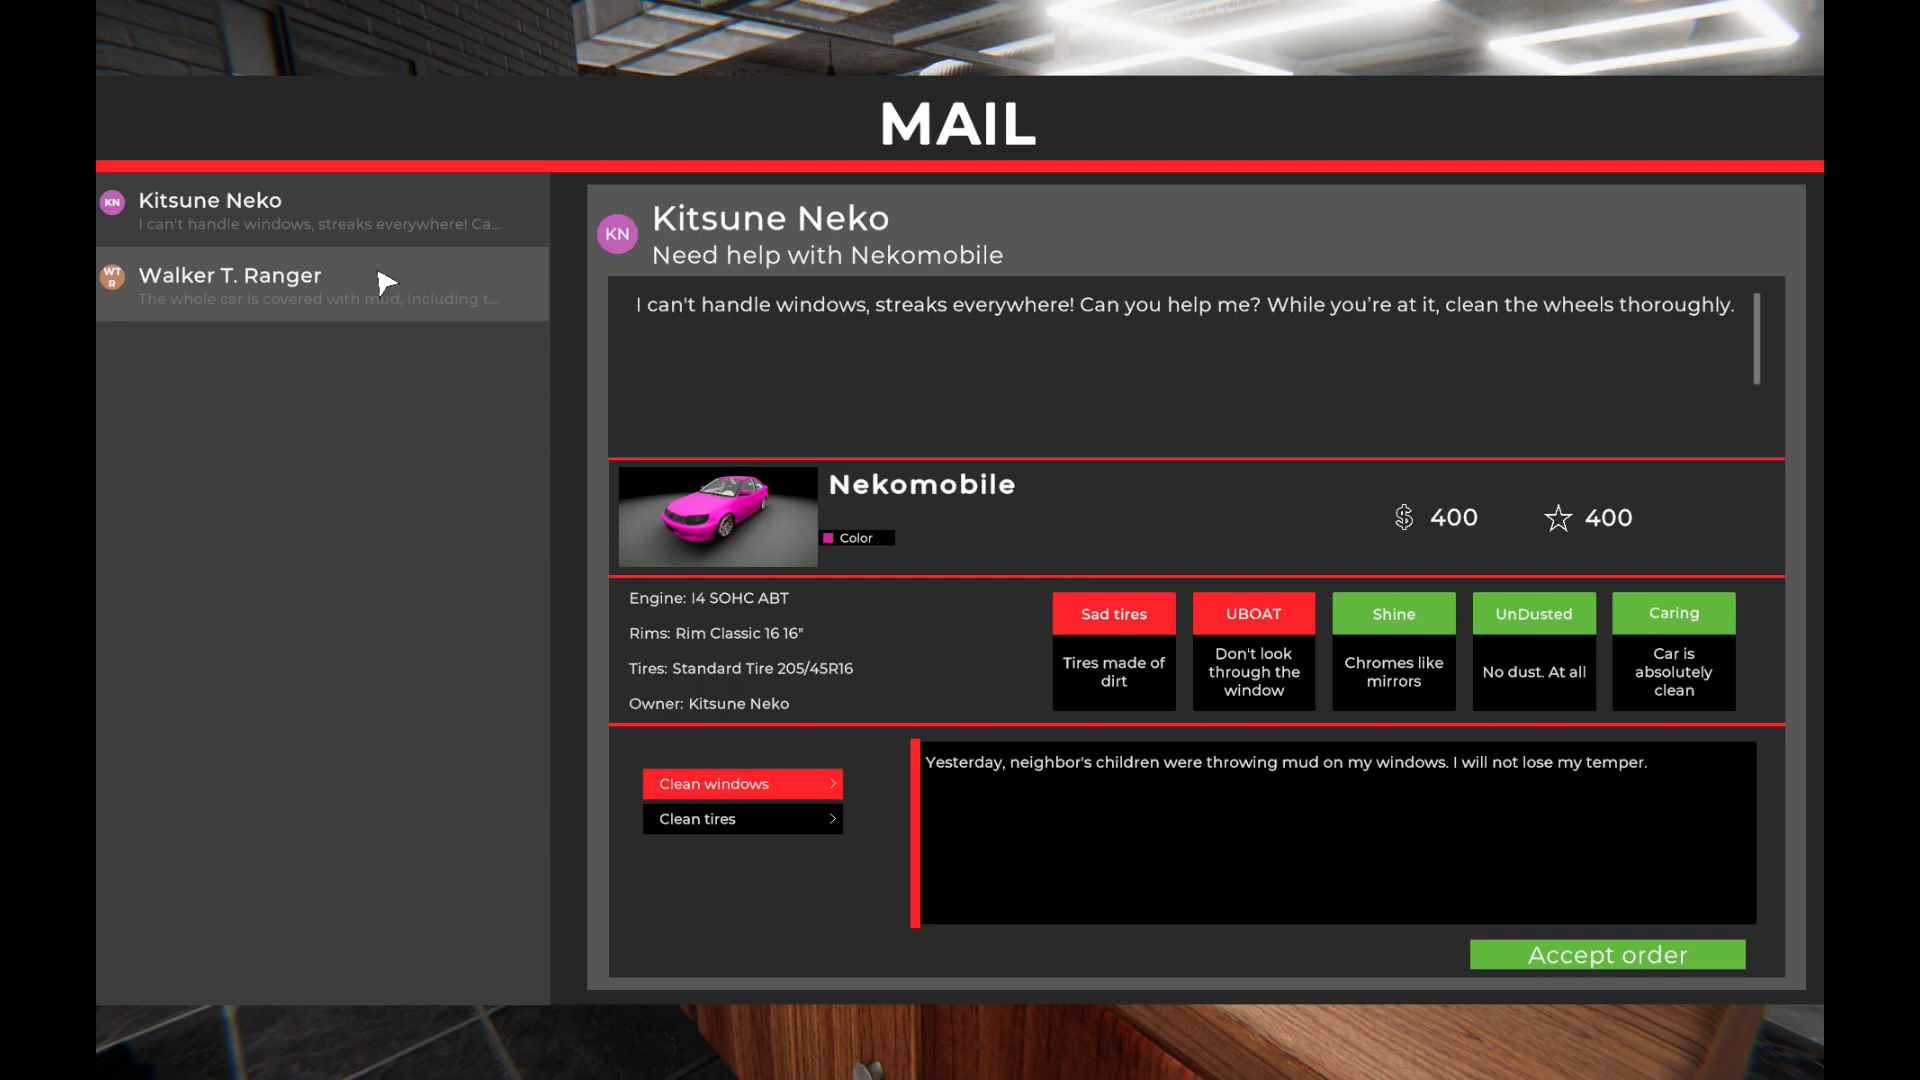 MAIL
KN
Kitsune Neko
I can't handle windows, streaks everywhere! Ca...
WT
R
Walker T. Ranger
The whole car is covered with mud, including t...
KN
Kitsune Neko
Need help with Nekomobile
I can't handle windows, streaks everywhere! Can you help me? While you're at it, clean the wheels thoroughly.
Nekomobile
Color
$ 400
400
Engine: I4 SOHC ABT
Rims: Rim Classic 16 16"
Tires: Standard Tire 205/45R16
Owner: Kitsune Neko
Sad tires
Tires made of
dirt
UBOAT
Don't look
through the
window
Shine
Chromes like
mirrors
UnDusted
No dust. At all
Caring
Car is
absolutely
clean
Clean windows
Clean tires
Yesterday, neighbor's children were throwing mud on my windows. I will not lose my temper.
Accept order